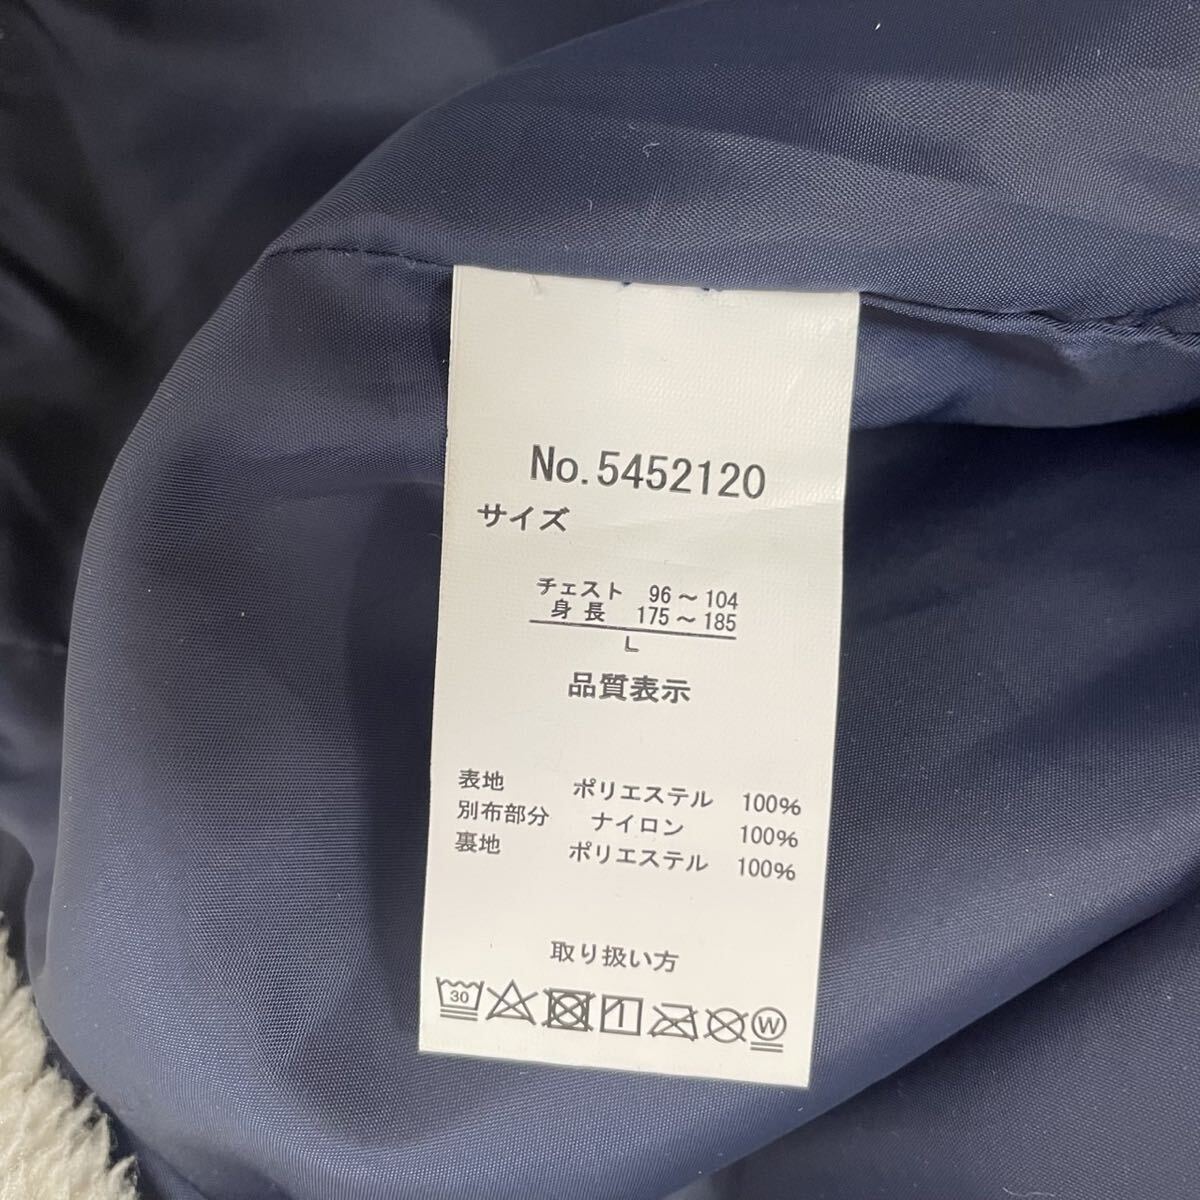 No.5452120
サイズ
チェスト 96～104
身長 175～185
L
品質表示
表地 ポリエステル 100%
別布部分 ナイロン 100%
裏地 ポリエステル 100%
取り扱い方
30 W